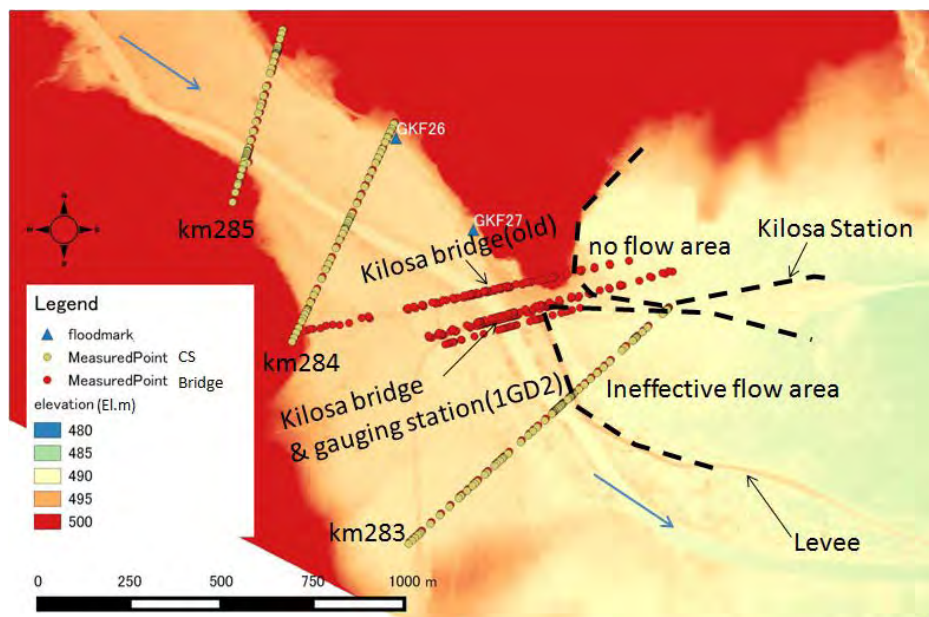 GKF26
km285
GKF27
Kilosa bridge(old)
no flow area
Kilosa Station
km284
Kilosa bridge
& gauging station(1GD2)
Ineffective flow area
km283
Levee
Legend
floodmark
MeasuredPoint CS
MeasuredPoint Bridge
elevation(El.m)
480
485
490
495
500
0 250 500 750 1000 m